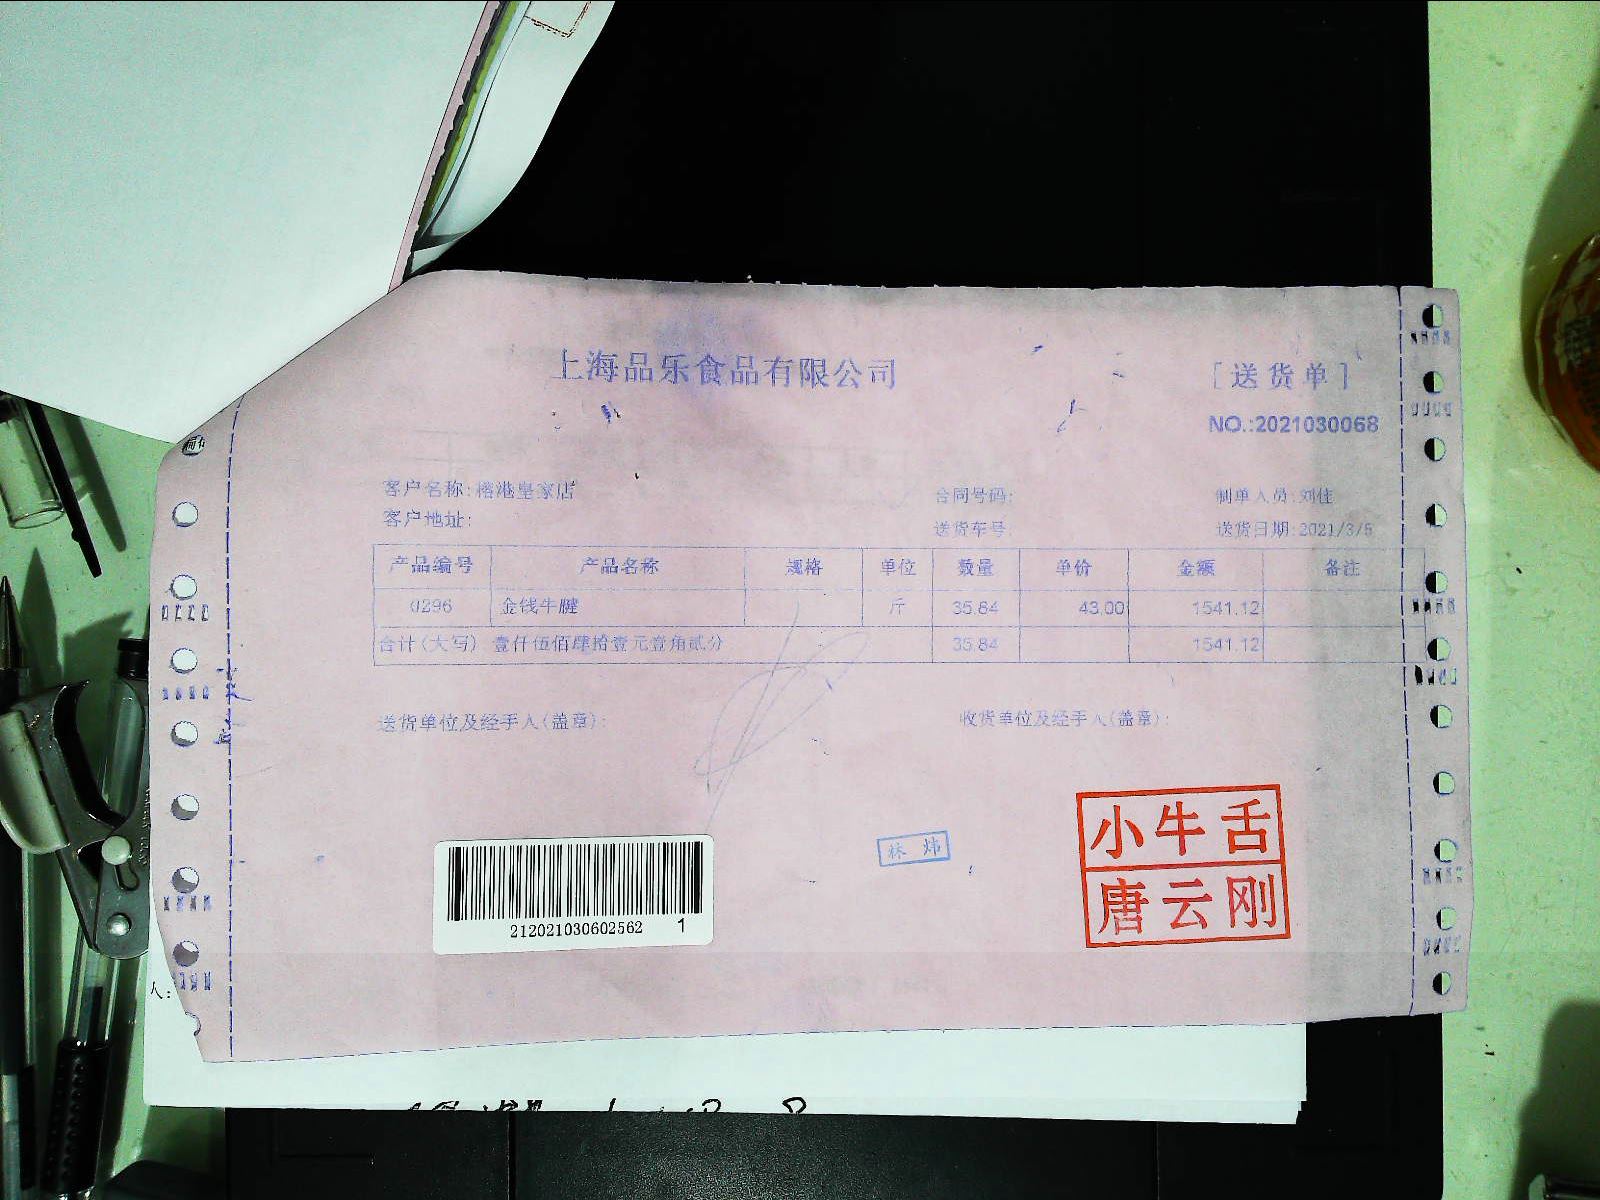 上海品乐食品有限公司
[送货单]
NO.:2021030068
客户名称:榕港皇家店
合同号码:
制单人员:刘佳
客户地址:
送货车号:
送货日期:2021/3/5
产品编号 产品名称 规格 单位 数量 单价 金额 备注
0296 金钱牛腱 斤 35.84 43.00 1541.12
合计(大写) 壹仟伍佰肆拾壹元壹角贰分 35.84 1541.12
送货单位及经手人(盖章):
收货单位及经手人(盖章):
小牛舌
唐云刚
林炜
212021030602562 1
人: